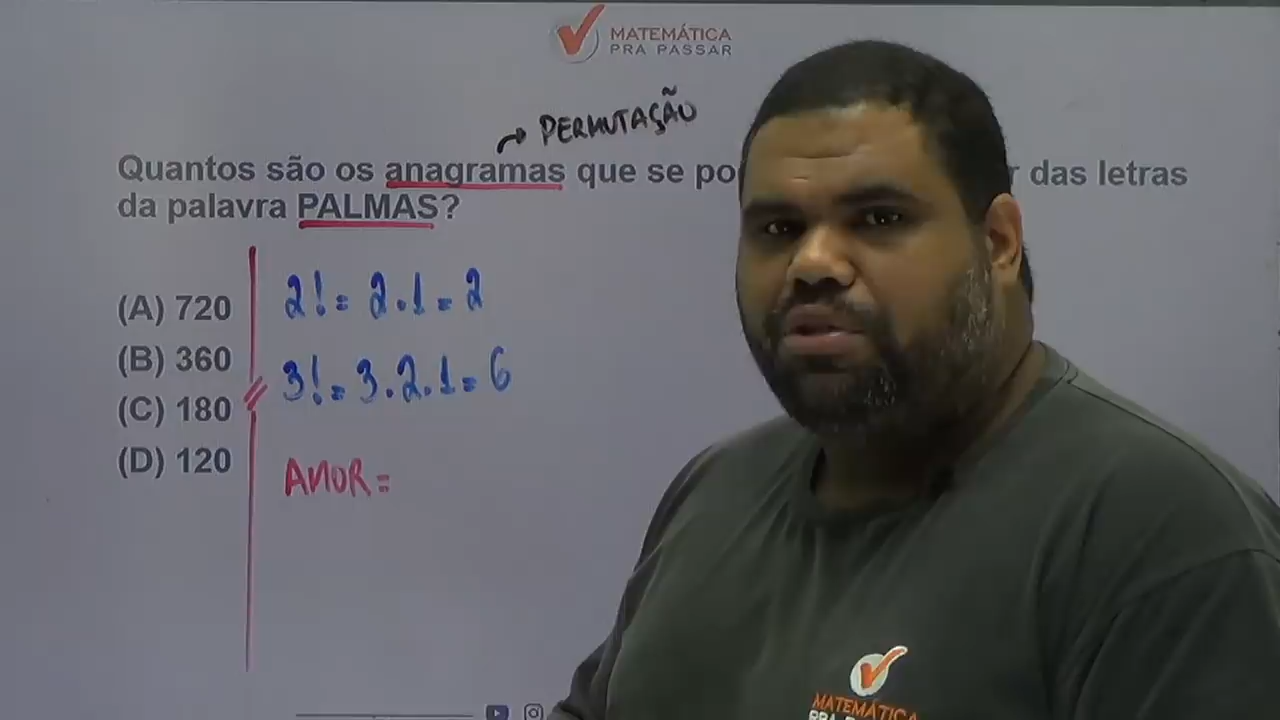 MATEMÁTICA
PRA PASSAR
PERMUTAÇÃO
Quantos são os anagramas que se das letras
da palavra PALMAS?
(A) 720
(B) 360
(C) 180
(D) 120
2! = 2.1 = 2
3! = 3.2.1 = 6
AMOR =
MATEMÁTICA